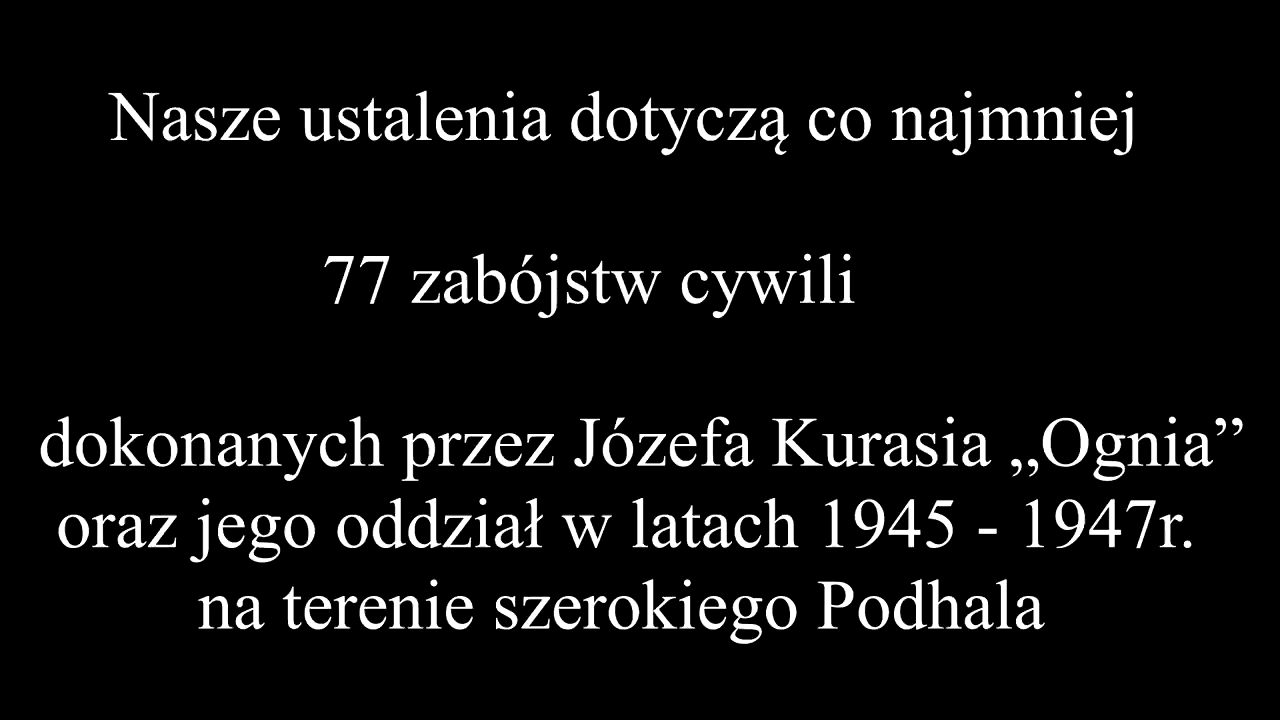 Nasze ustalenia dotyczą co najmniej
77 zabójstw cywili
dokonanych przez Józefa Kurasia „Ognia”
oraz jego oddział w latach 1945 - 1947r.
na terenie szerokiego Podhala